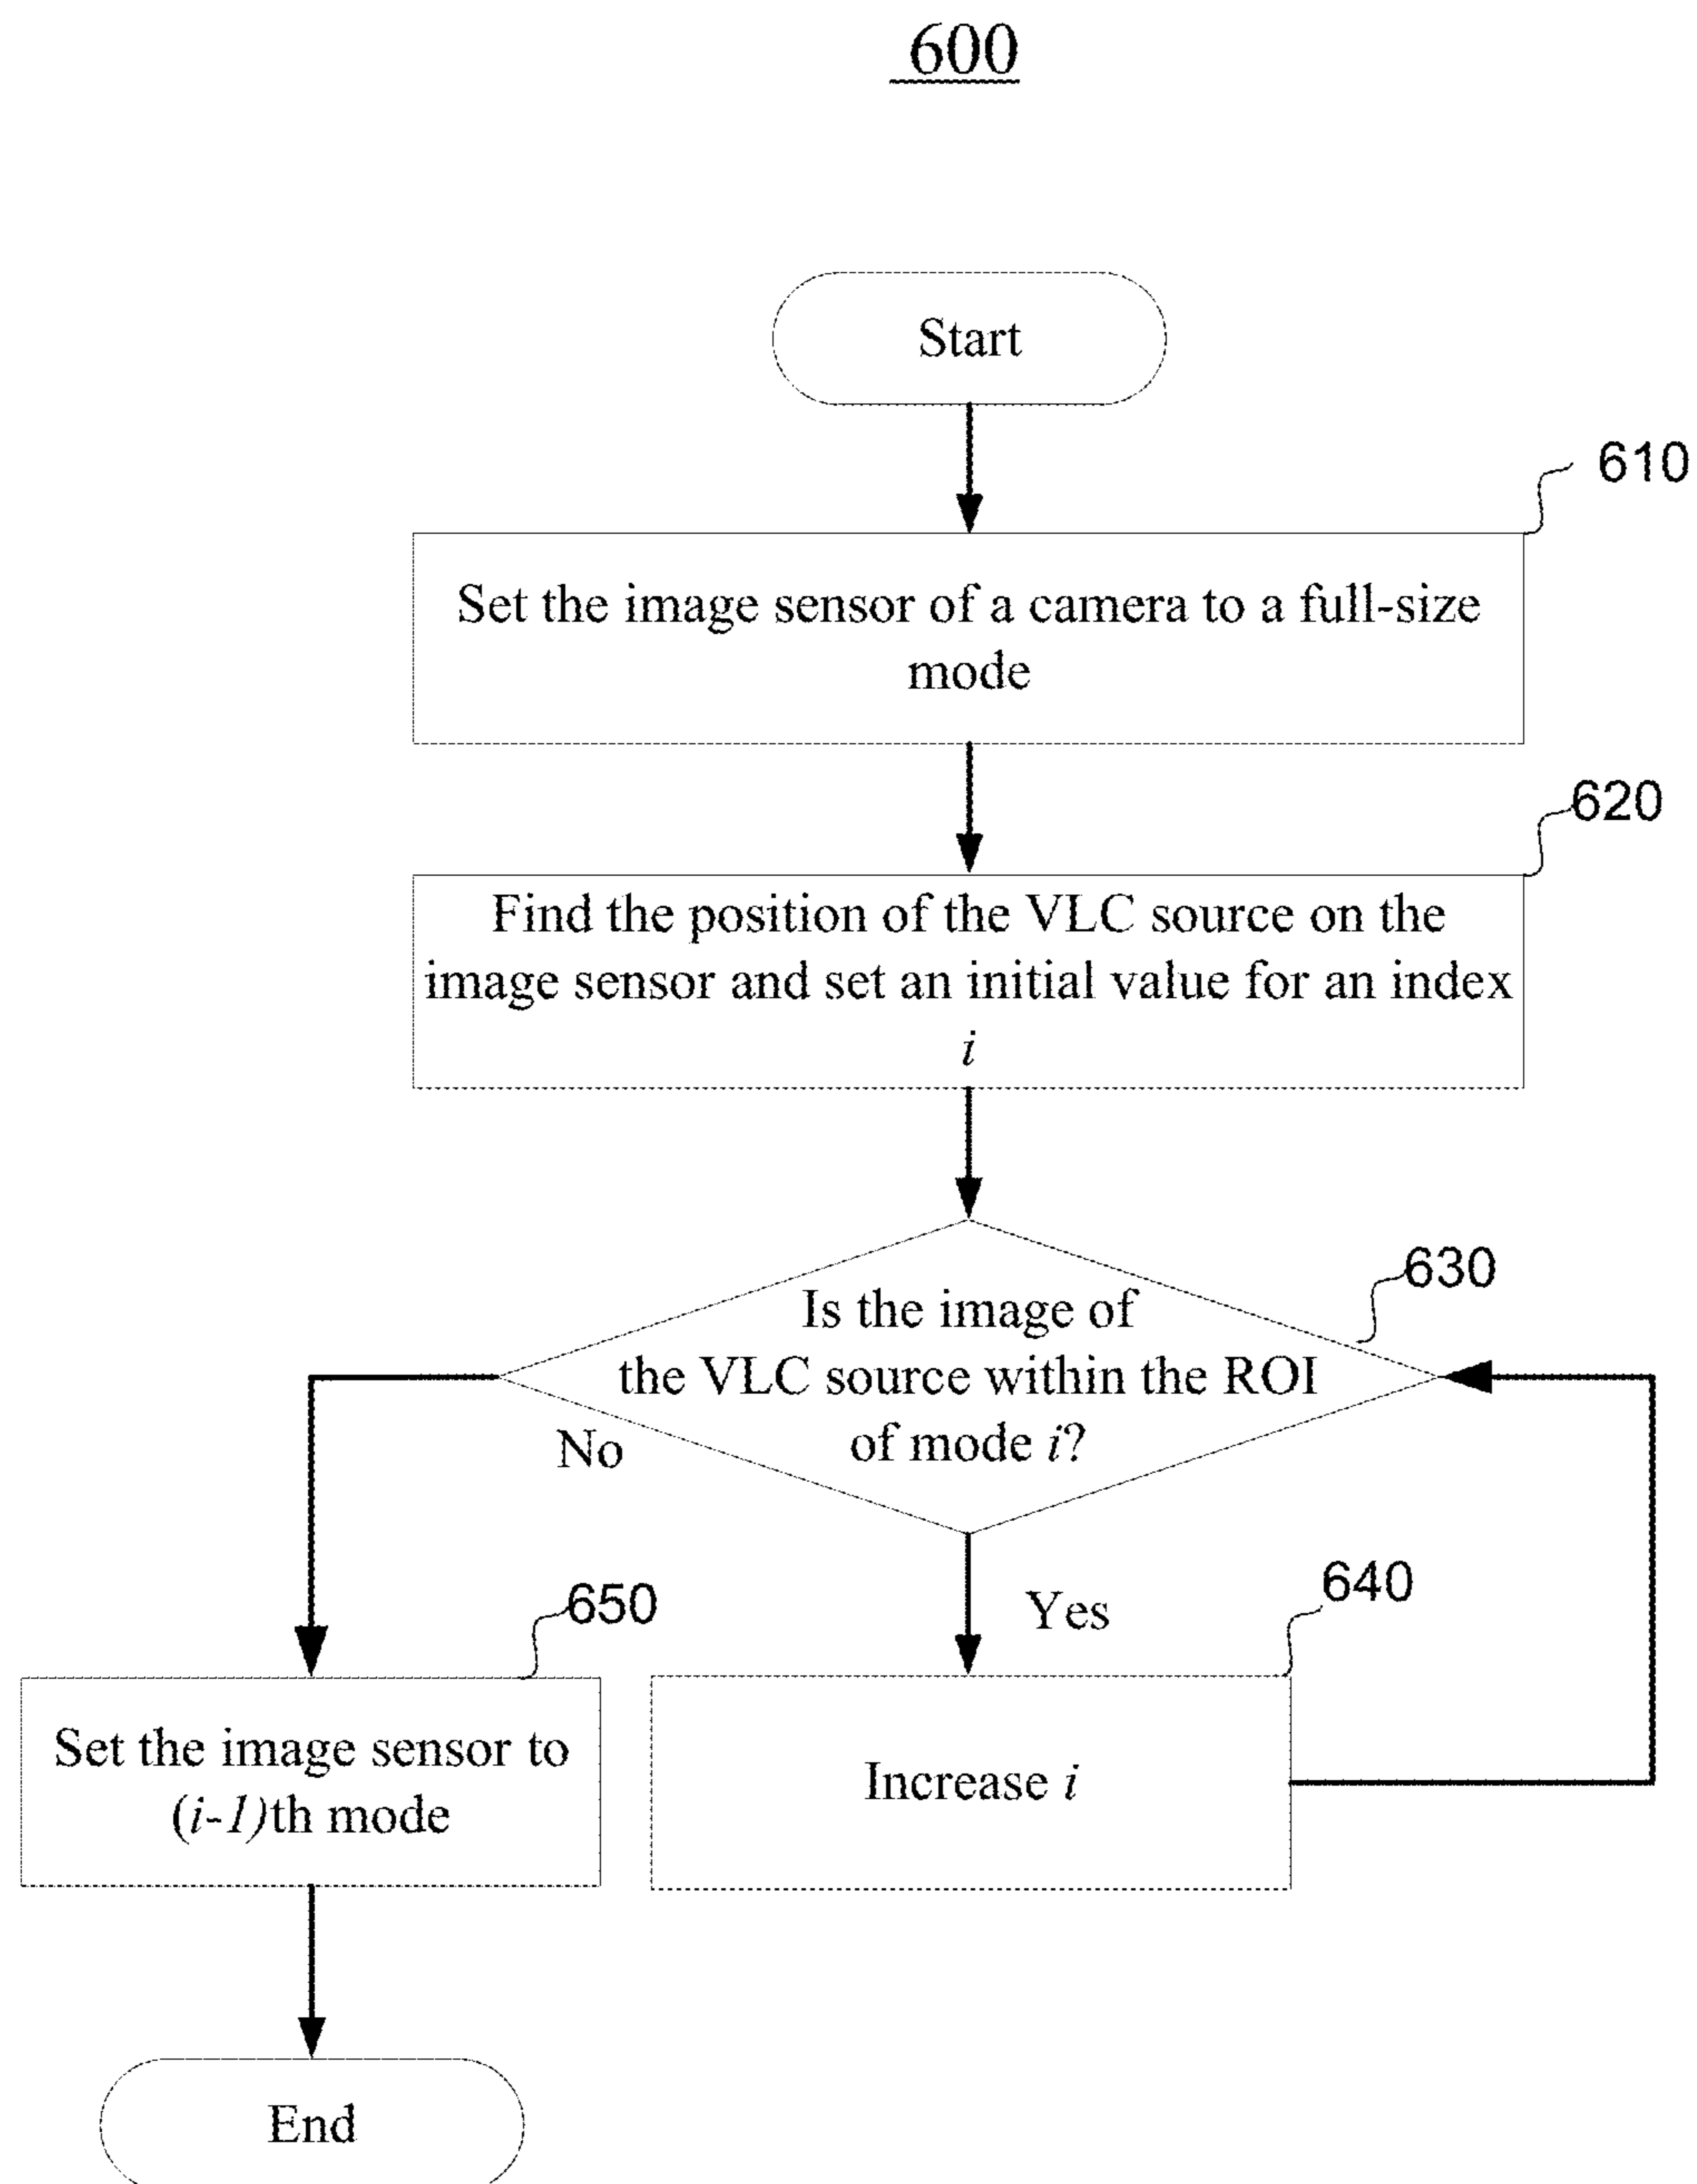 600
Start
610
Set the image sensor of a camera to a full-size
mode
620
Find the position of the VLC source on the
image sensor and set an initial value for an index
i
630
Is the image of
the VLC source within the ROI
of mode i?
No
Yes
640
650
Set the image sensor to
(i-1)th mode
Increase i
End